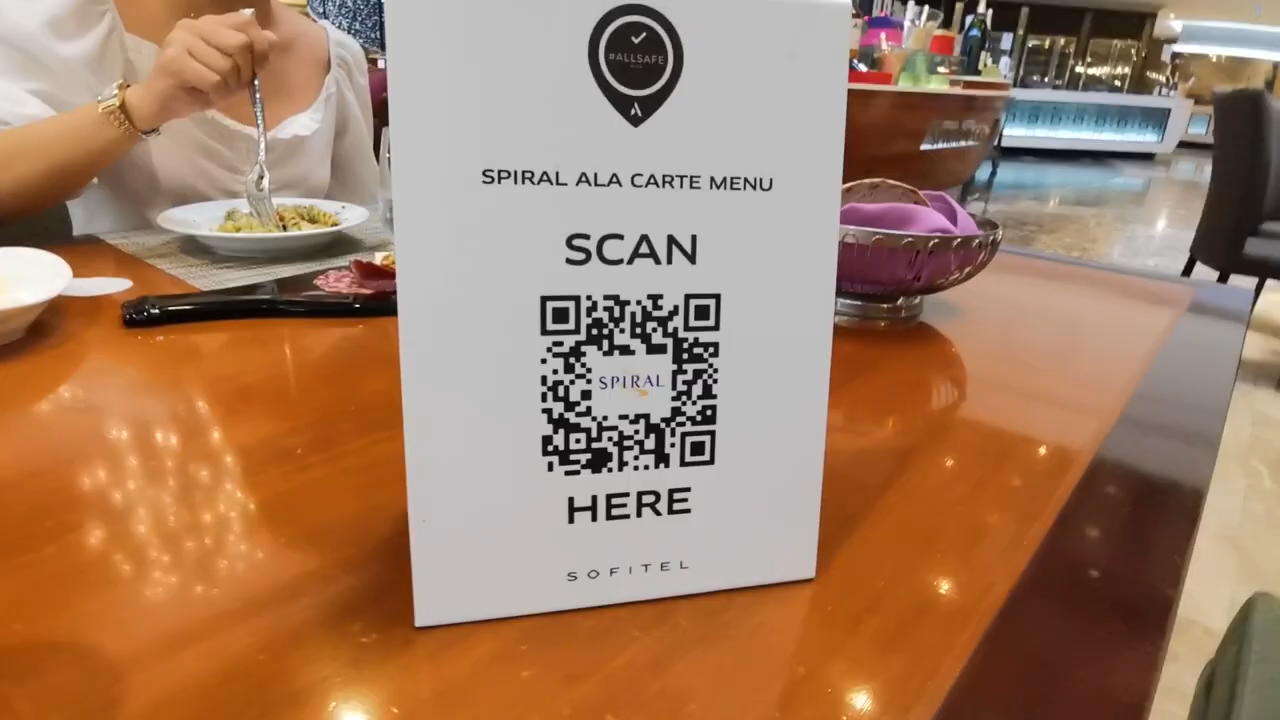 #ALLSAFE
SPIRAL ALA CARTE MENU
SCAN
SPIRAL
HERE
SOFITEL